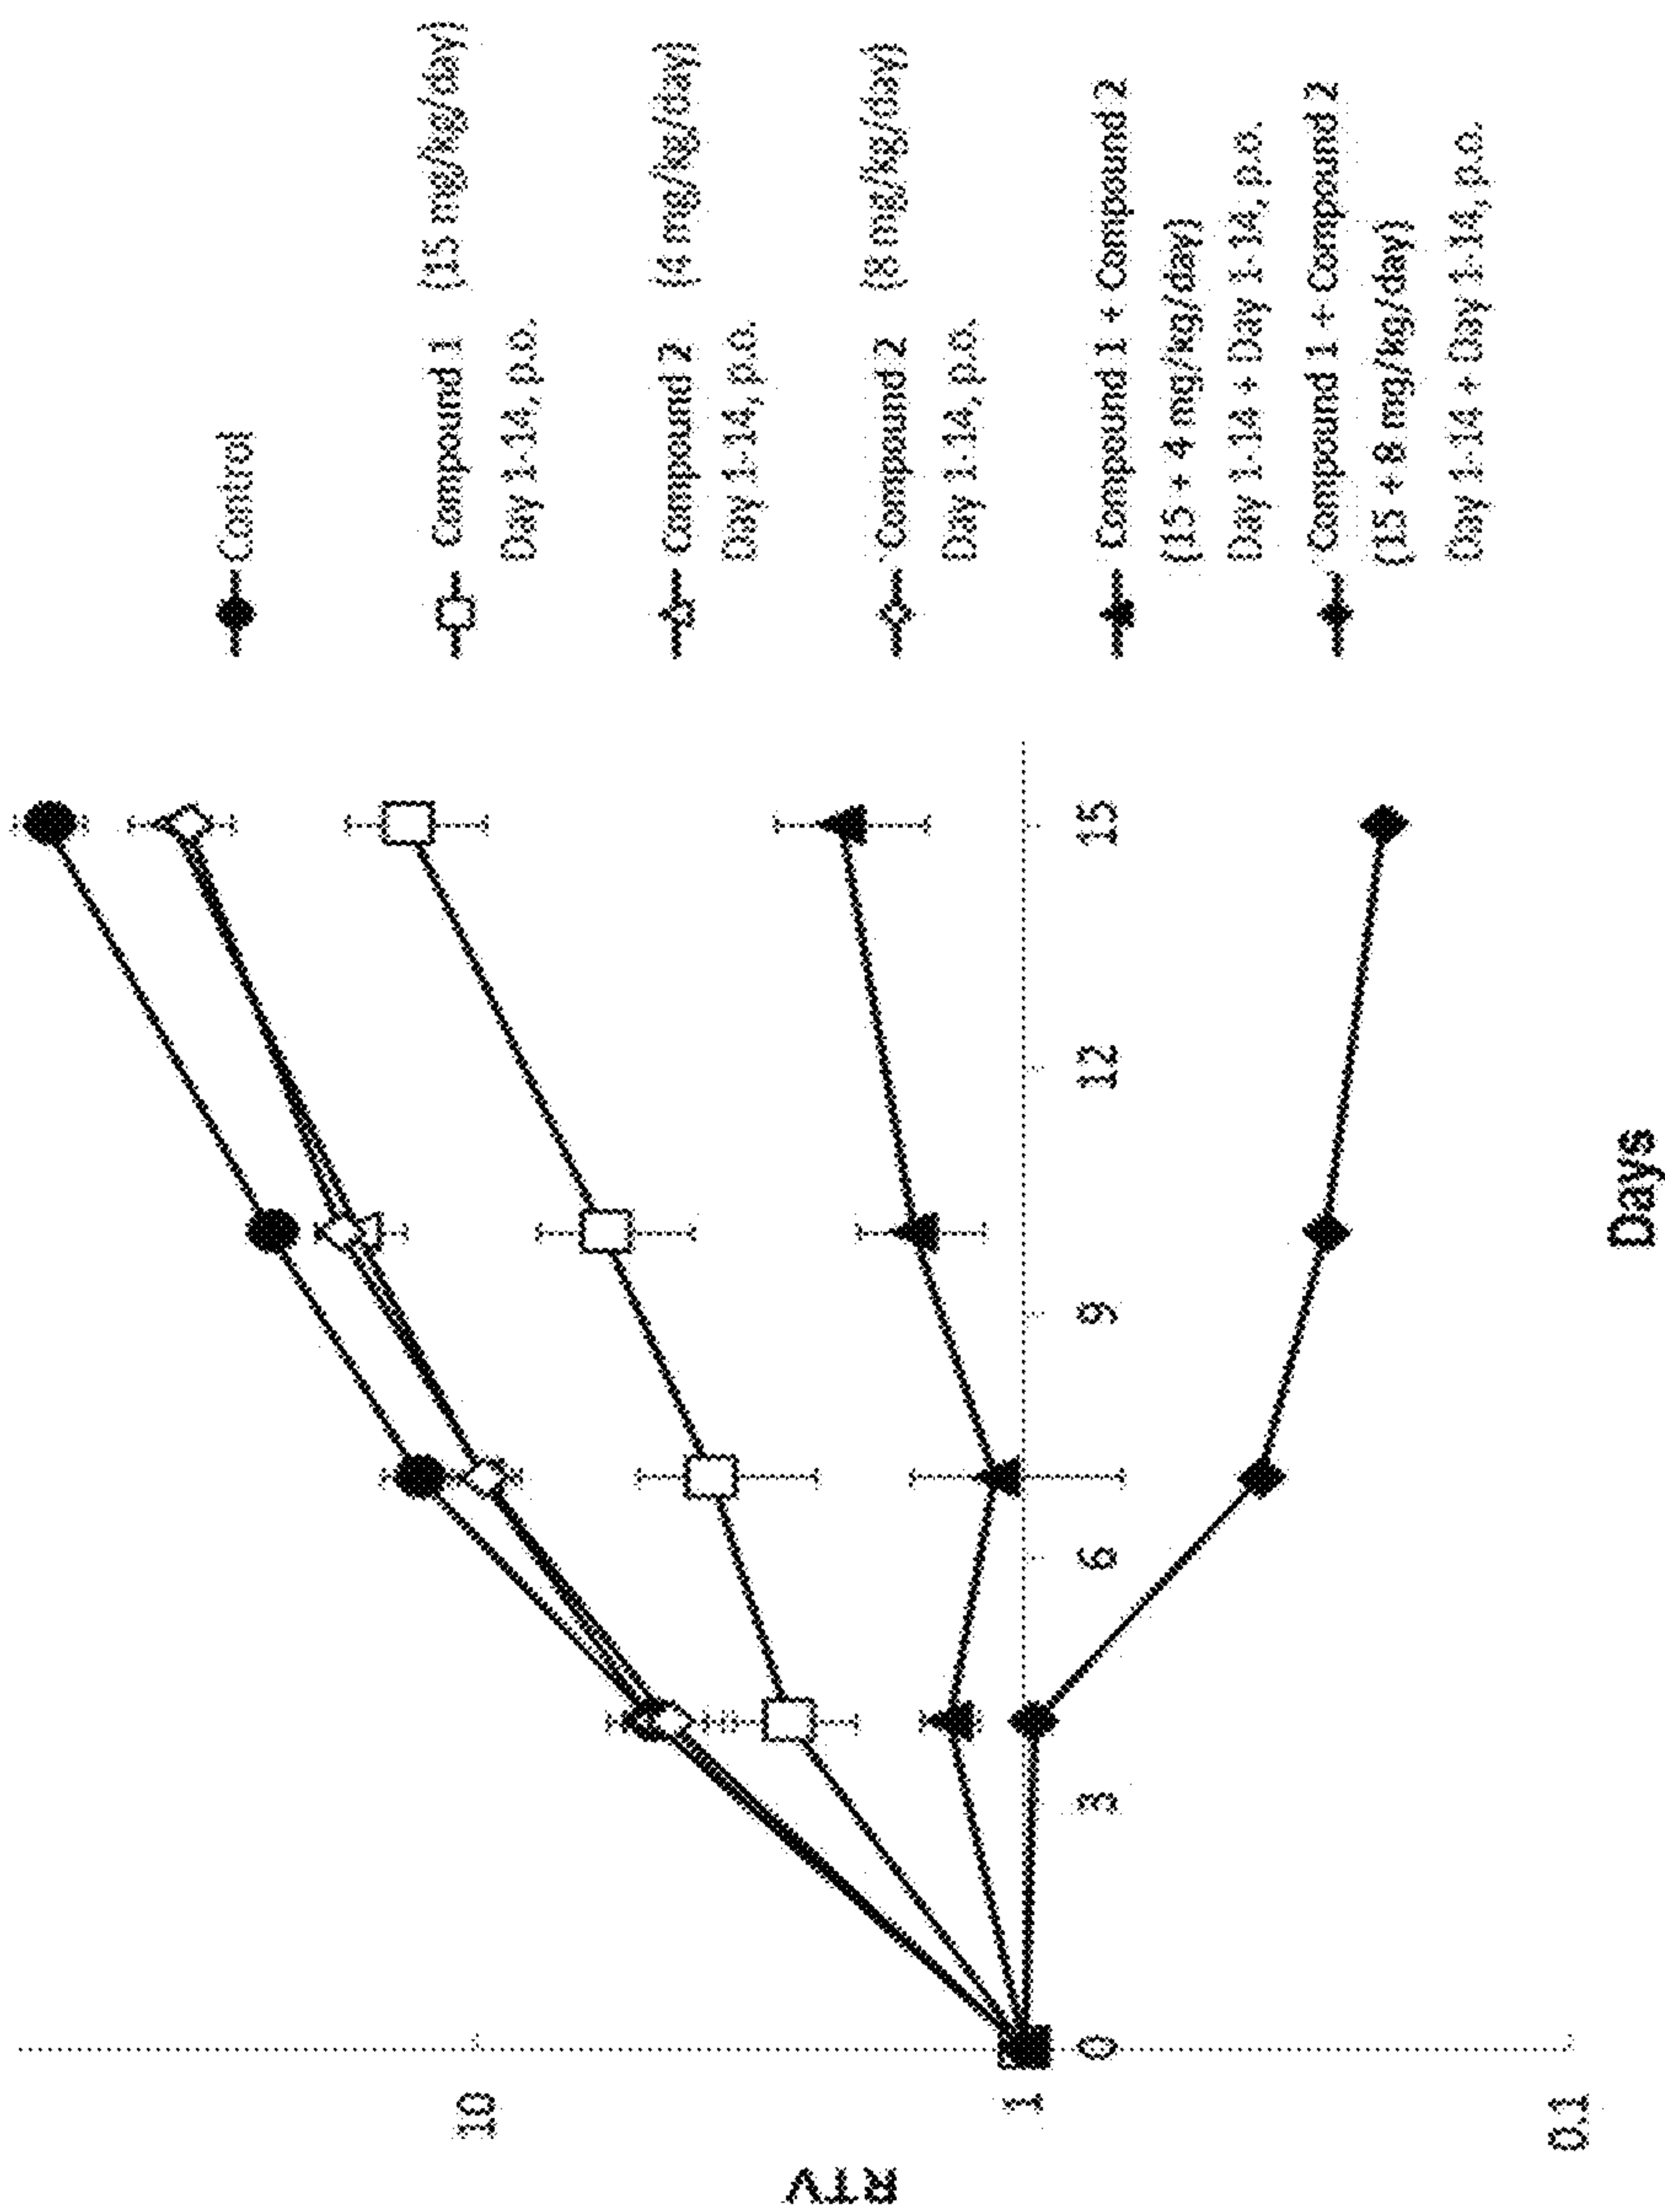 RTV
10
1
0.1
0
3
6
9
12
15
Days
Control
Compound 1 (15 mg/kg/day)
Day 1-14, p.o.
Compound 2 (4 mg/kg/day)
Day 1-14, p.o.
Compound 2 (8 mg/kg/day)
Day 1-14, p.o.
Compound 1 + Compound 2
(15 + 4 mg/kg/day)
Day 1-14 + Day 1-14, p.o.
Compound 1 + Compound 2
(15 + 8 mg/kg/day)
Day 1-14 + Day 1-14, p.o.